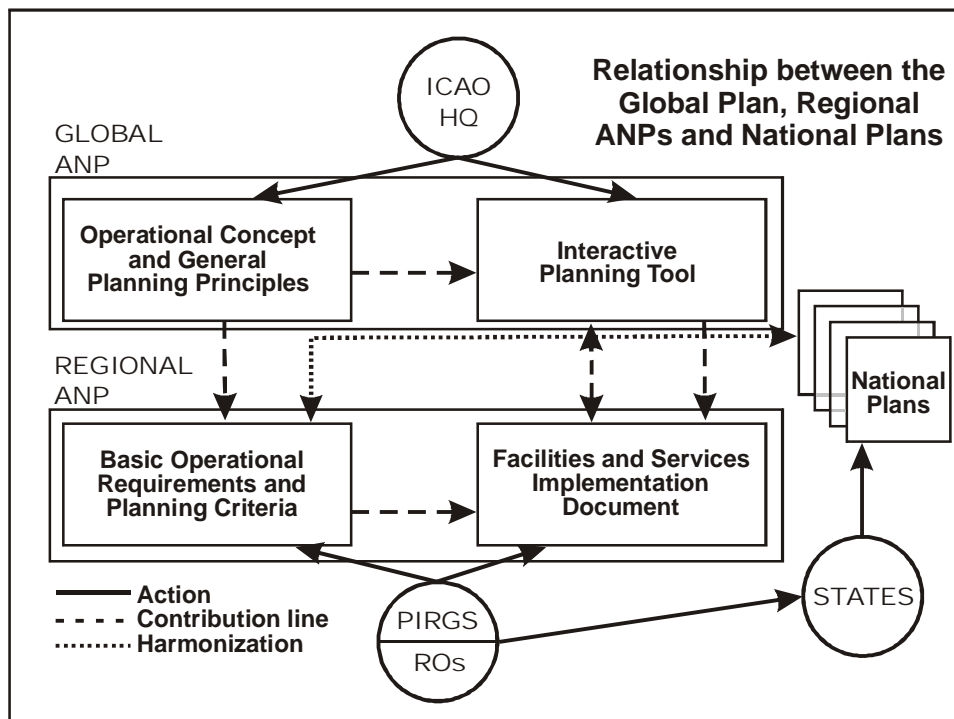 Relationship between the
Global Plan, Regional
ANPs and National Plans
ICAO
HQ
GLOBAL
ANP
Operational Concept
and General
Planning Principles
Interactive
Planning Tool
National
Plans
REGIONAL
ANP
Basic Operational
Requirements and
Planning Criteria
Facilities and Services
Implementation
Document
Action
Contribution line
Harmonization
PIRGS
ROs
STATES